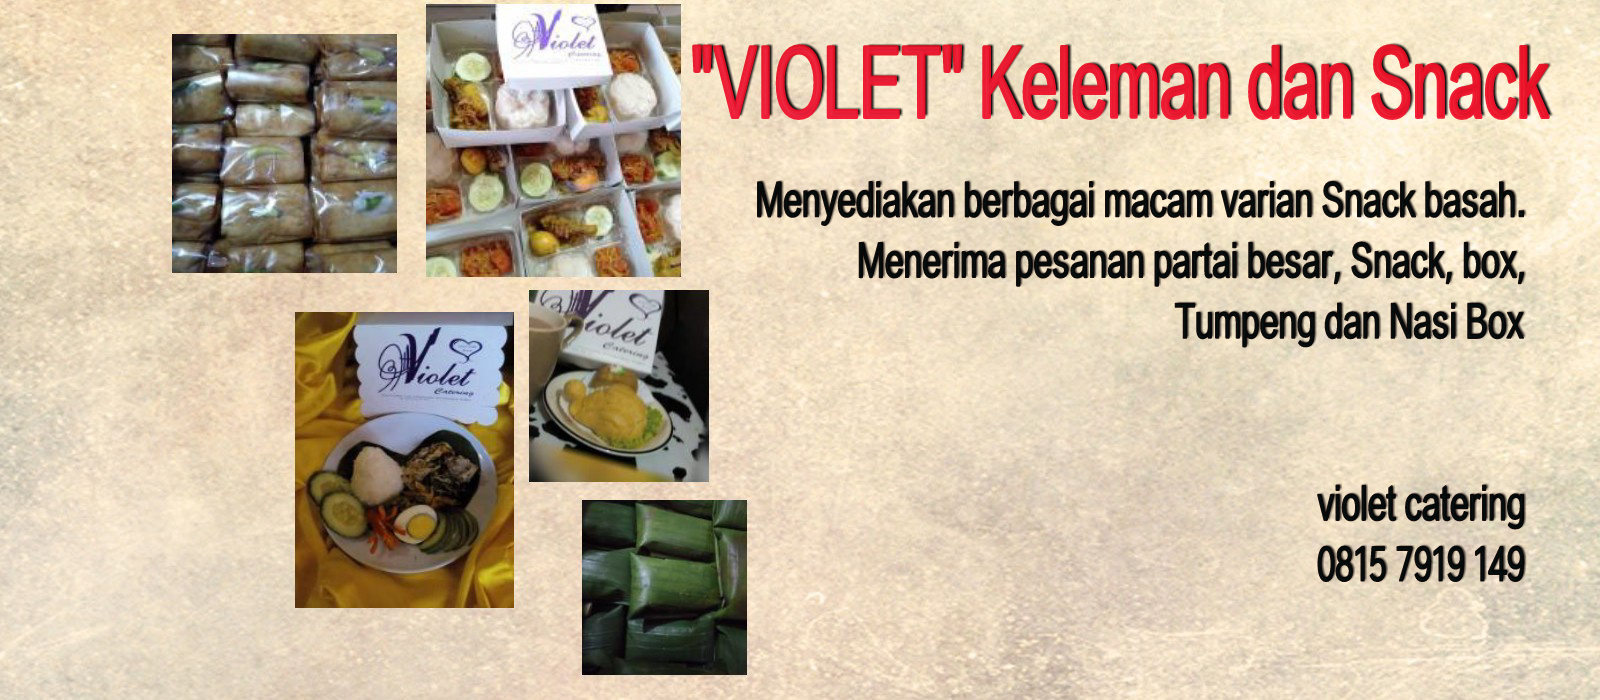 "VIOLET" Keleman dan Snack
Menyediakan berbagai macam varian Snack basah.
Menerima pesanan partai besar, Snack, box,
Tumpeng dan Nasi Box
violet catering
0815 7919 149
Violet
Catering
Violet
Catering
Violet
Catering